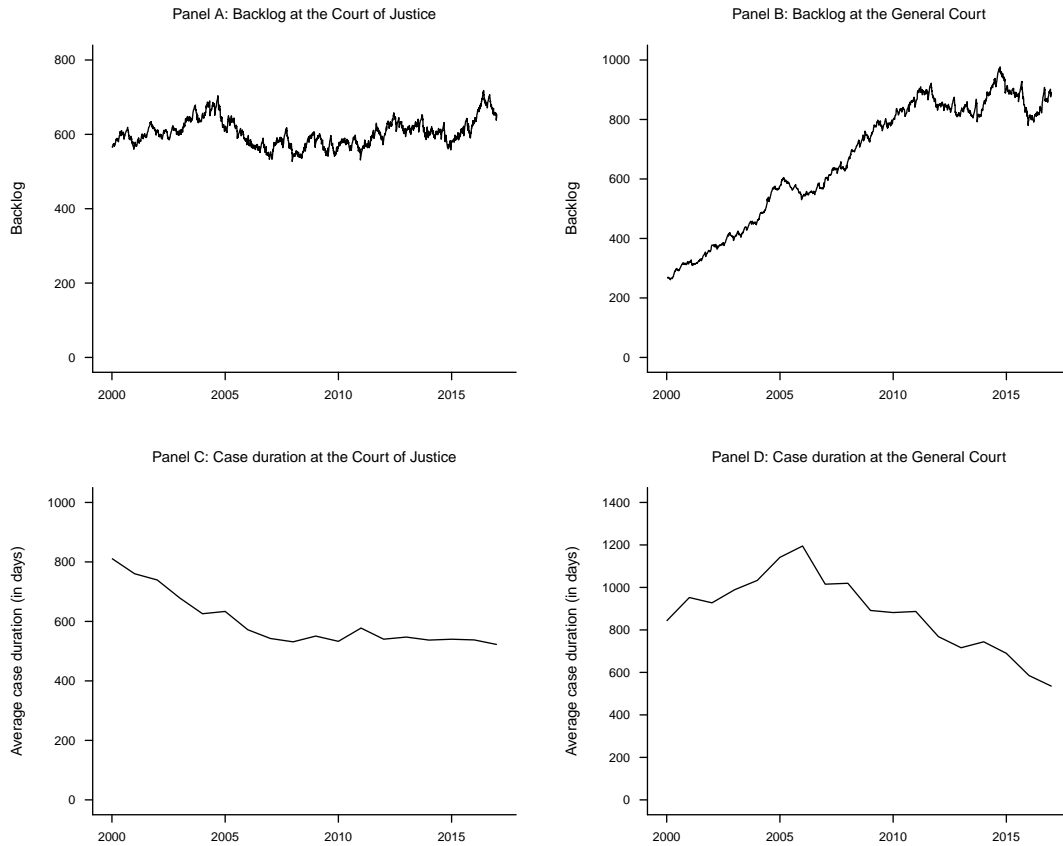 Panel A: Backlog at the Court of Justice
Backlog
800
600
400
200
0
2000 2005 2010 2015
Panel B: Backlog at the General Court
Backlog
1000
800
600
400
200
0
2000 2005 2010 2015
Panel C: Case duration at the Court of Justice
Average case duration (in days)
1000
800
600
400
200
0
2000 2005 2010 2015
Panel D: Case duration at the General Court
Average case duration (in days)
1400
1200
1000
800
600
400
200
0
2000 2005 2010 2015